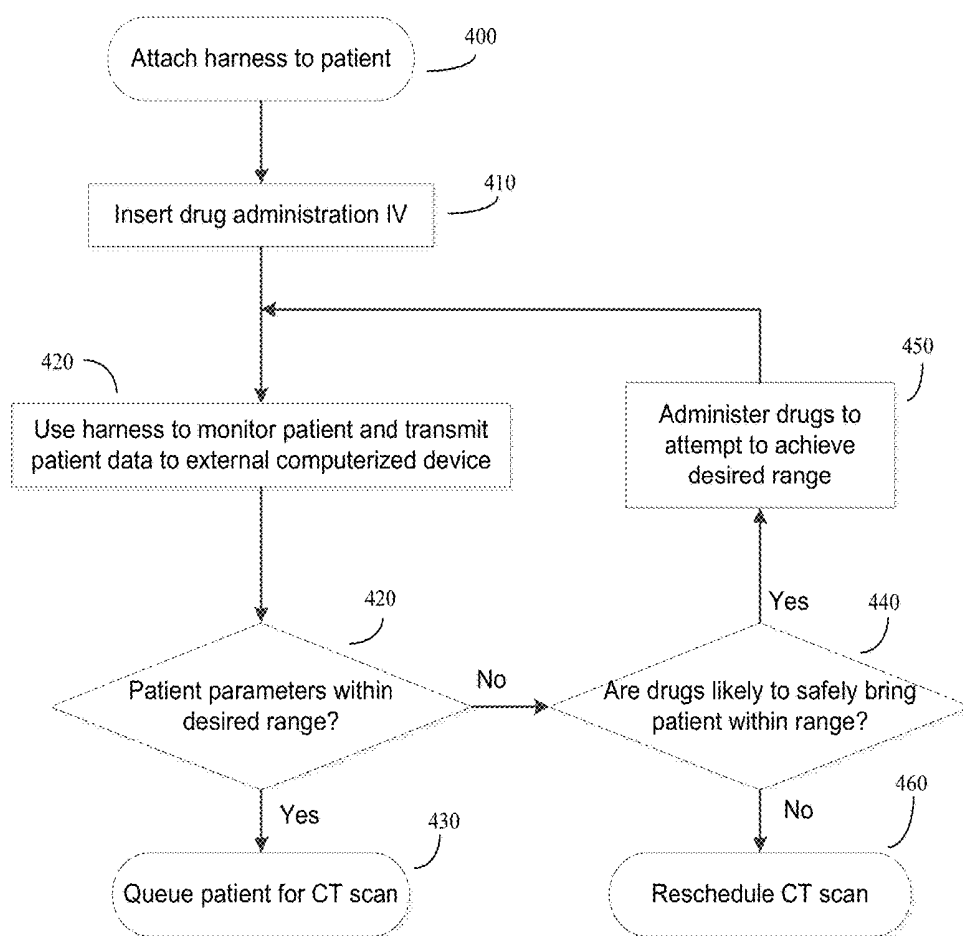 Attach harness to patient
400
Insert drug administration IV
410
420
Use harness to monitor patient and transmit
patient data to external computerized device
450
Administer drugs to
attempt to achieve
desired range
420
Patient parameters within
desired range?
No
Yes
440
Are drugs likely to safely bring
patient within range?
Yes
430
Queue patient for CT scan
No
460
Reschedule CT scan